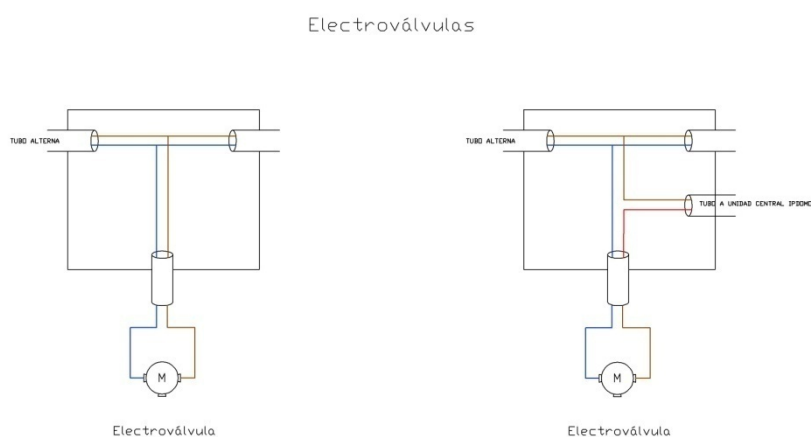 Electroválvulas
TUBO ALTERNA
TUBO ALTERNA
TUBO A UNIDAD CENTRAL IPDOMO
M
M
Electroválvula
Electroválvula